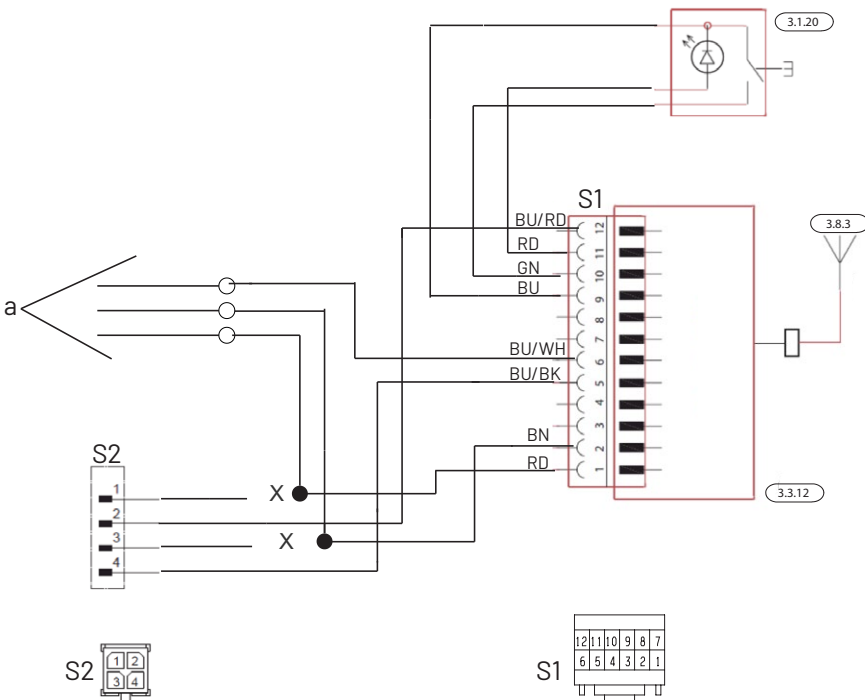 3.1.20
S1
BU/RD 12
3.8.3
RD 11
GN 10
BU 9
8
7
a
BU/WH 6
BU/BK 5
4
3
BN 2
S2
RD 1
1
X
3.3.12
2
3
X
4
S2
1 2
3 4
S1
12 11 10 9 8 7
6 5 4 3 2 1